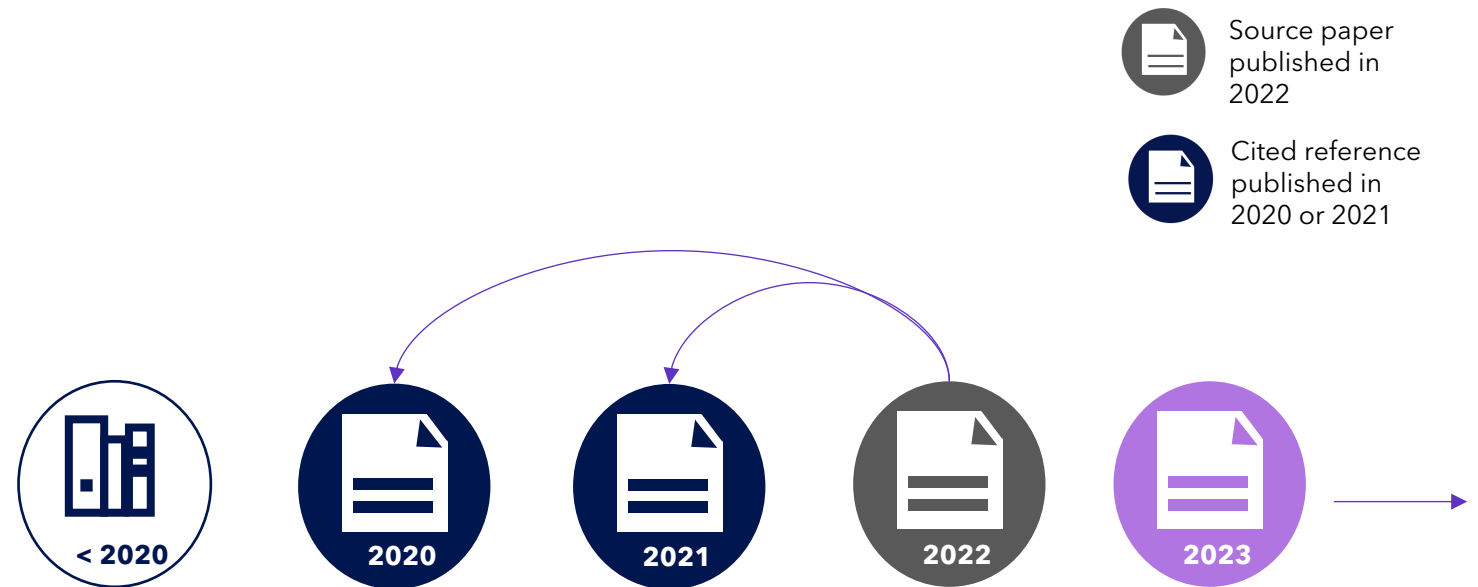 Source paper
published in
2022
Cited reference
published in
2020 or 2021
< 2020
2020
2021
2022
2023